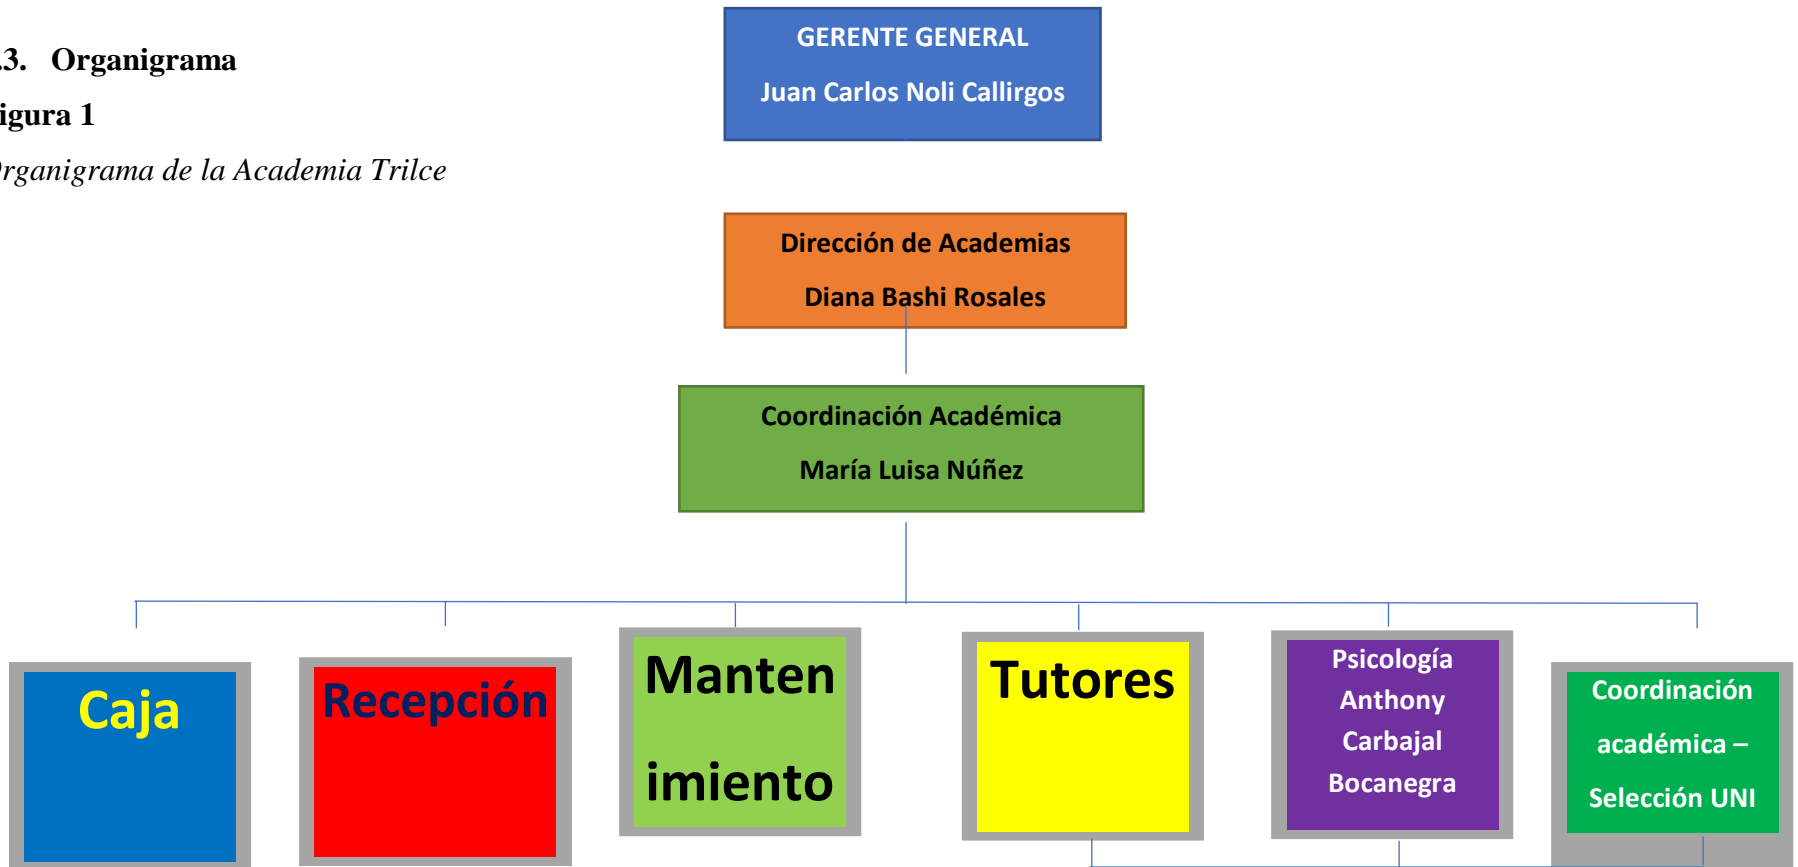 .3. Organigrama
igura 1
Organigrama de la Academia Trilce
GERENTE GENERAL
Juan Carlos Noli Callirgos
Dirección de Academias
Diana Bashi Rosales
Coordinación Académica
María Luisa Núñez
Caja
Recepción
Manten
imiento
Tutores
Psicología
Anthony
Carbajal
Bocanegra
Coordinación
académica –
Selección UNI